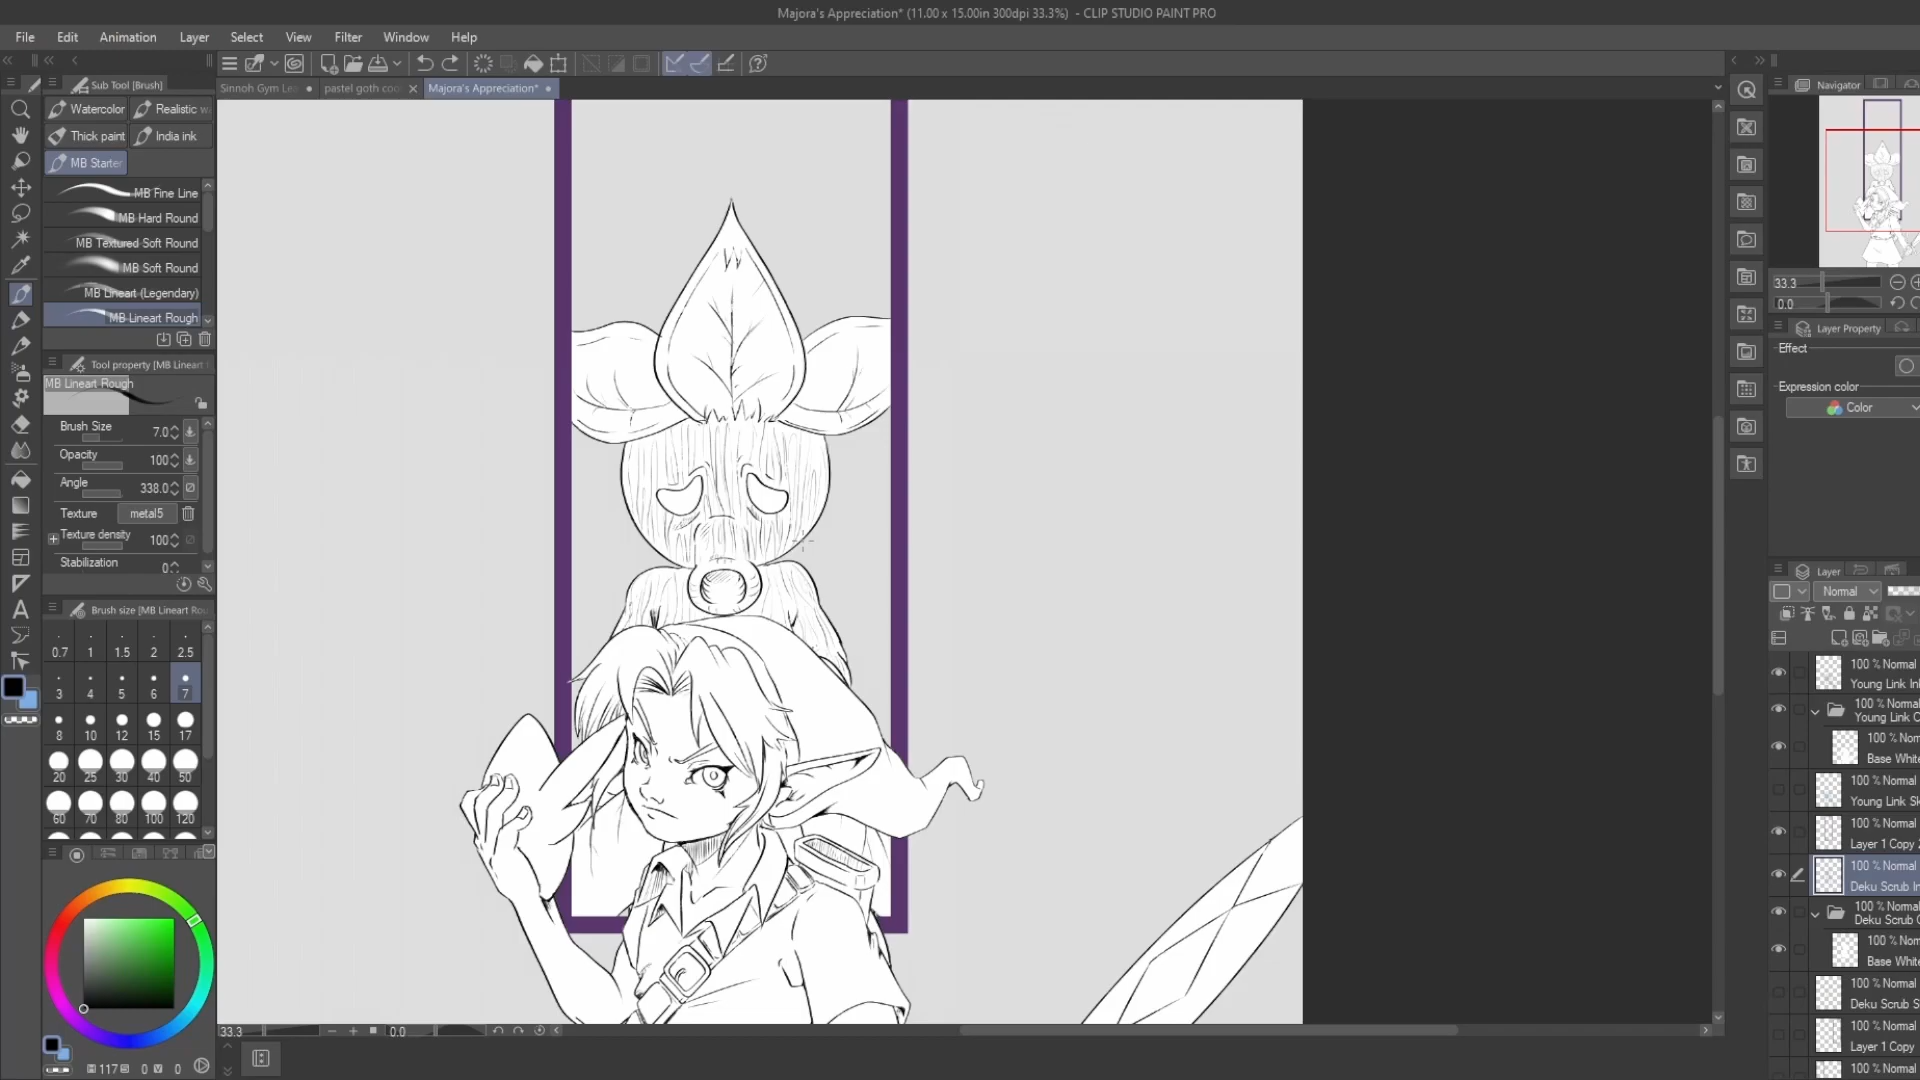 Majora's Appreciation* (11.00 x 15.00in 300dpi 33.3%) - CLIP STUDIO PAINT PRO
File Edit Animation Layer Select View Filter Window Help
Sub Tool [Brush]
Sinnoh Gym Lea
pastel goth coo
Majora's Appreciation*
Navigator
Watercolor
Realistic w
Thick paint
India ink
MB Starter
MB Fine Line
MB Hard Round
MB Textured Soft Round
MB Soft Round
MB Lineart (Legendary)
MB Lineart Rough
Tool property [MB Lineart
MB Lineart Rough
Brush Size 7.0
Opacity 100
Angle 338.0
Texture metal5
Texture density 100
Stabilization 0
Brush size [MB Lineart Rou
0.7 1 1.5 2 2.5
3 4 5 6 7
8 10 12 15 17
20 25 30 40 50
60 70 80 100 120
117 0 V 0
33.3 0.0
33.3
0.0
Layer Property
Effect
Expression color
Color
Layer
Normal
100 % Normal
Young Link In
100 % Norma
Young Link C
100 % Norn
Base White
100 % Normal
Young Link Sk
100 % Normal
Layer 1 Copy 2
100 % Normal
Deku Scrub In
100 % Norma
Deku Scrub C
100 % Norn
Base White
100 % Normal
Deku Scrub S
100 % Normal
Layer 1 Copy
100 % Normal